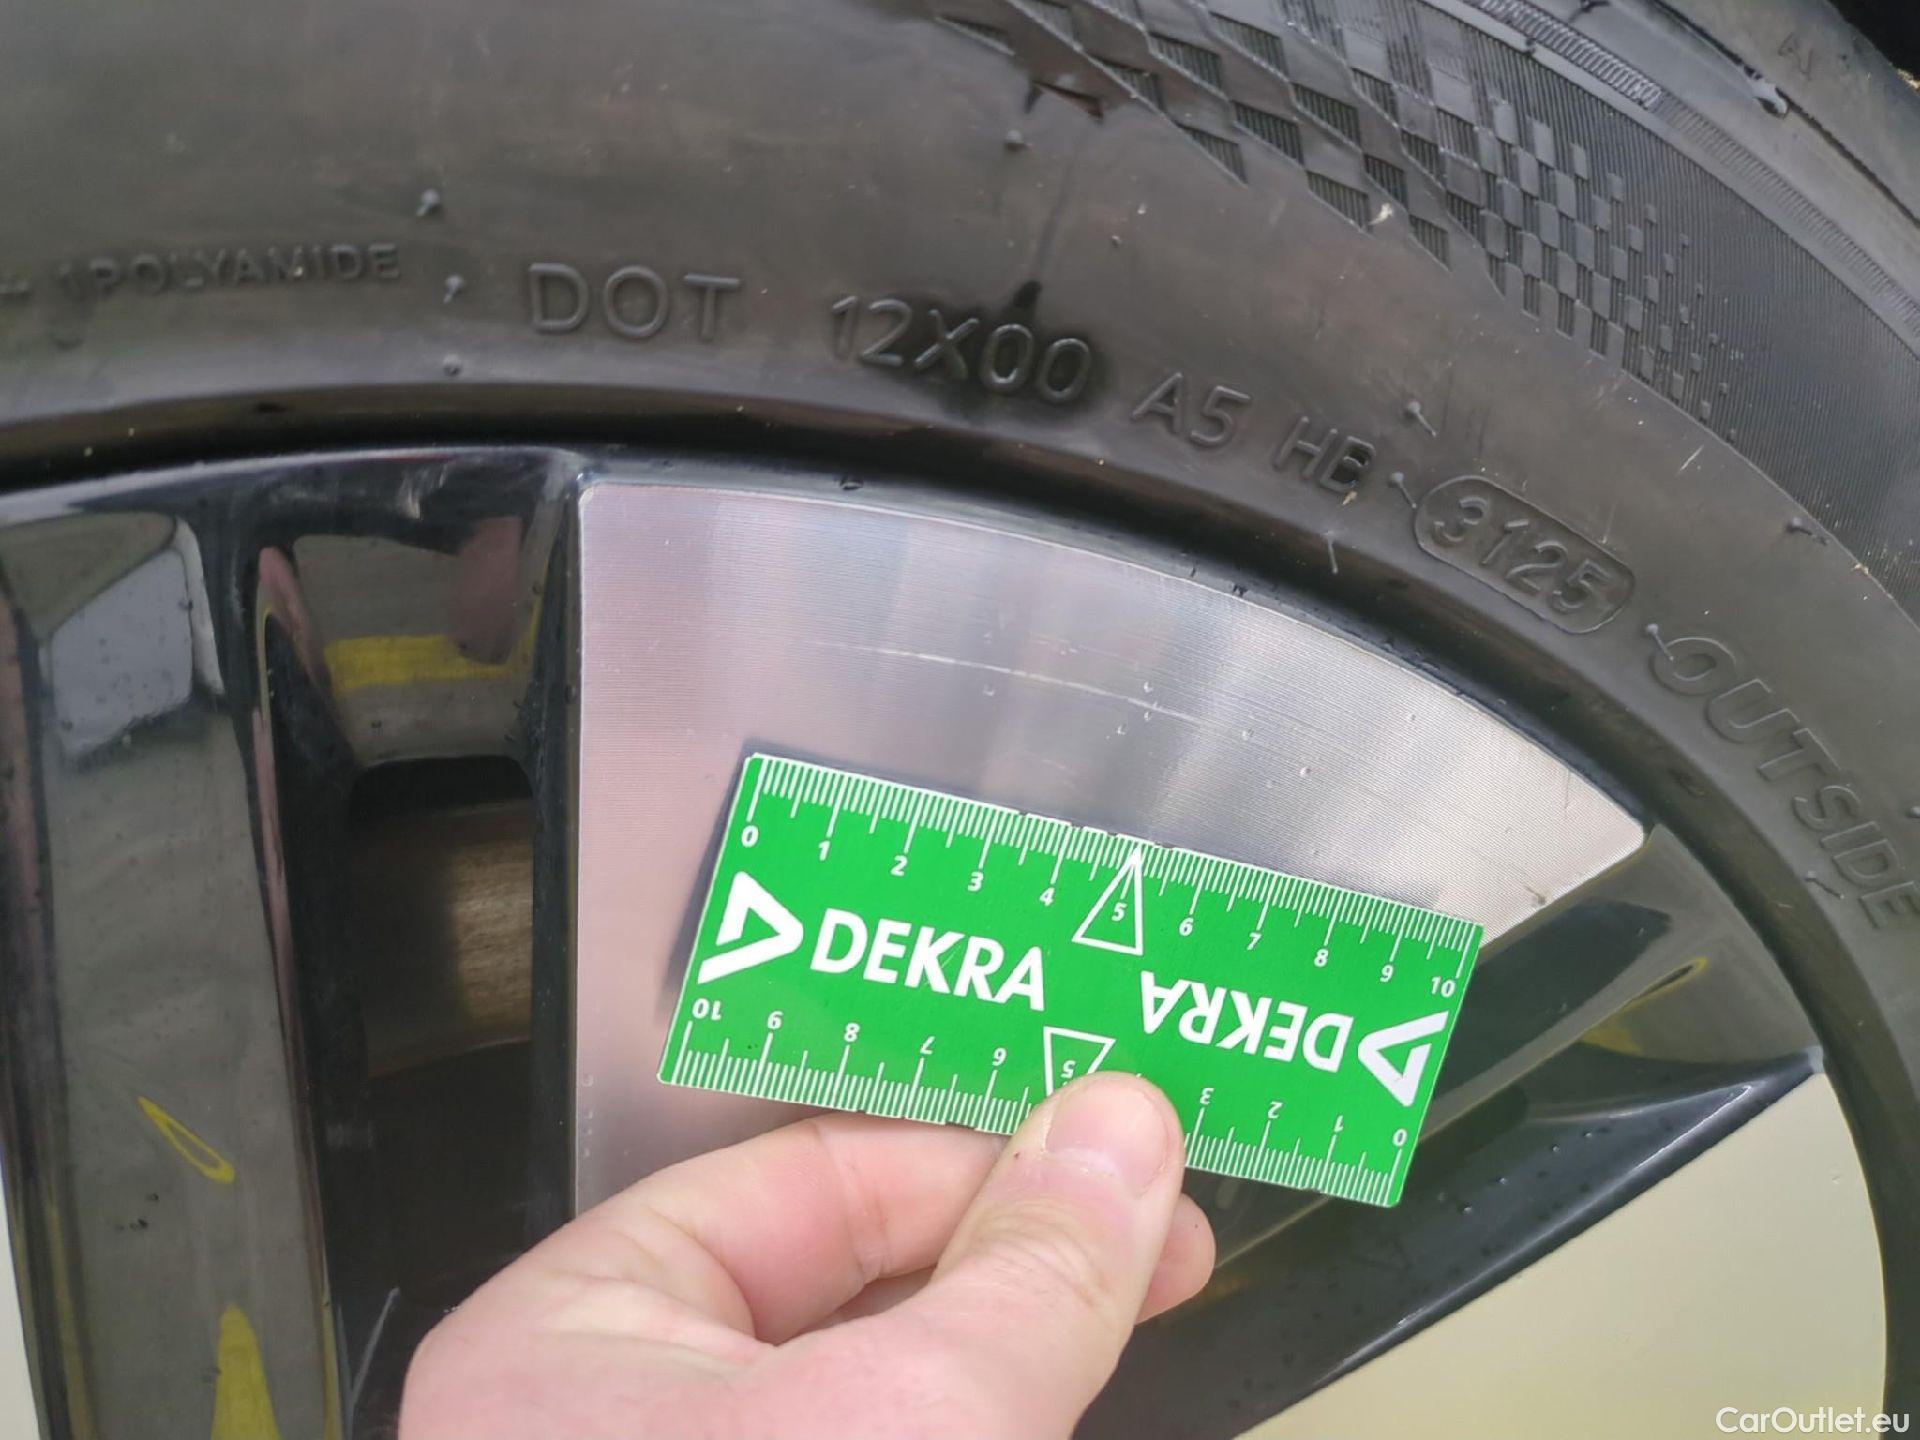 1 POLYAMIDE
DOT 12X00 A5 HB 3125 OUTSIDE
0 1 2 3 4 5 6 7 8 9 10
DEKRA
DEKRA
10 9 8 7 6 5 3 2 1 0
CarOutlet.eu